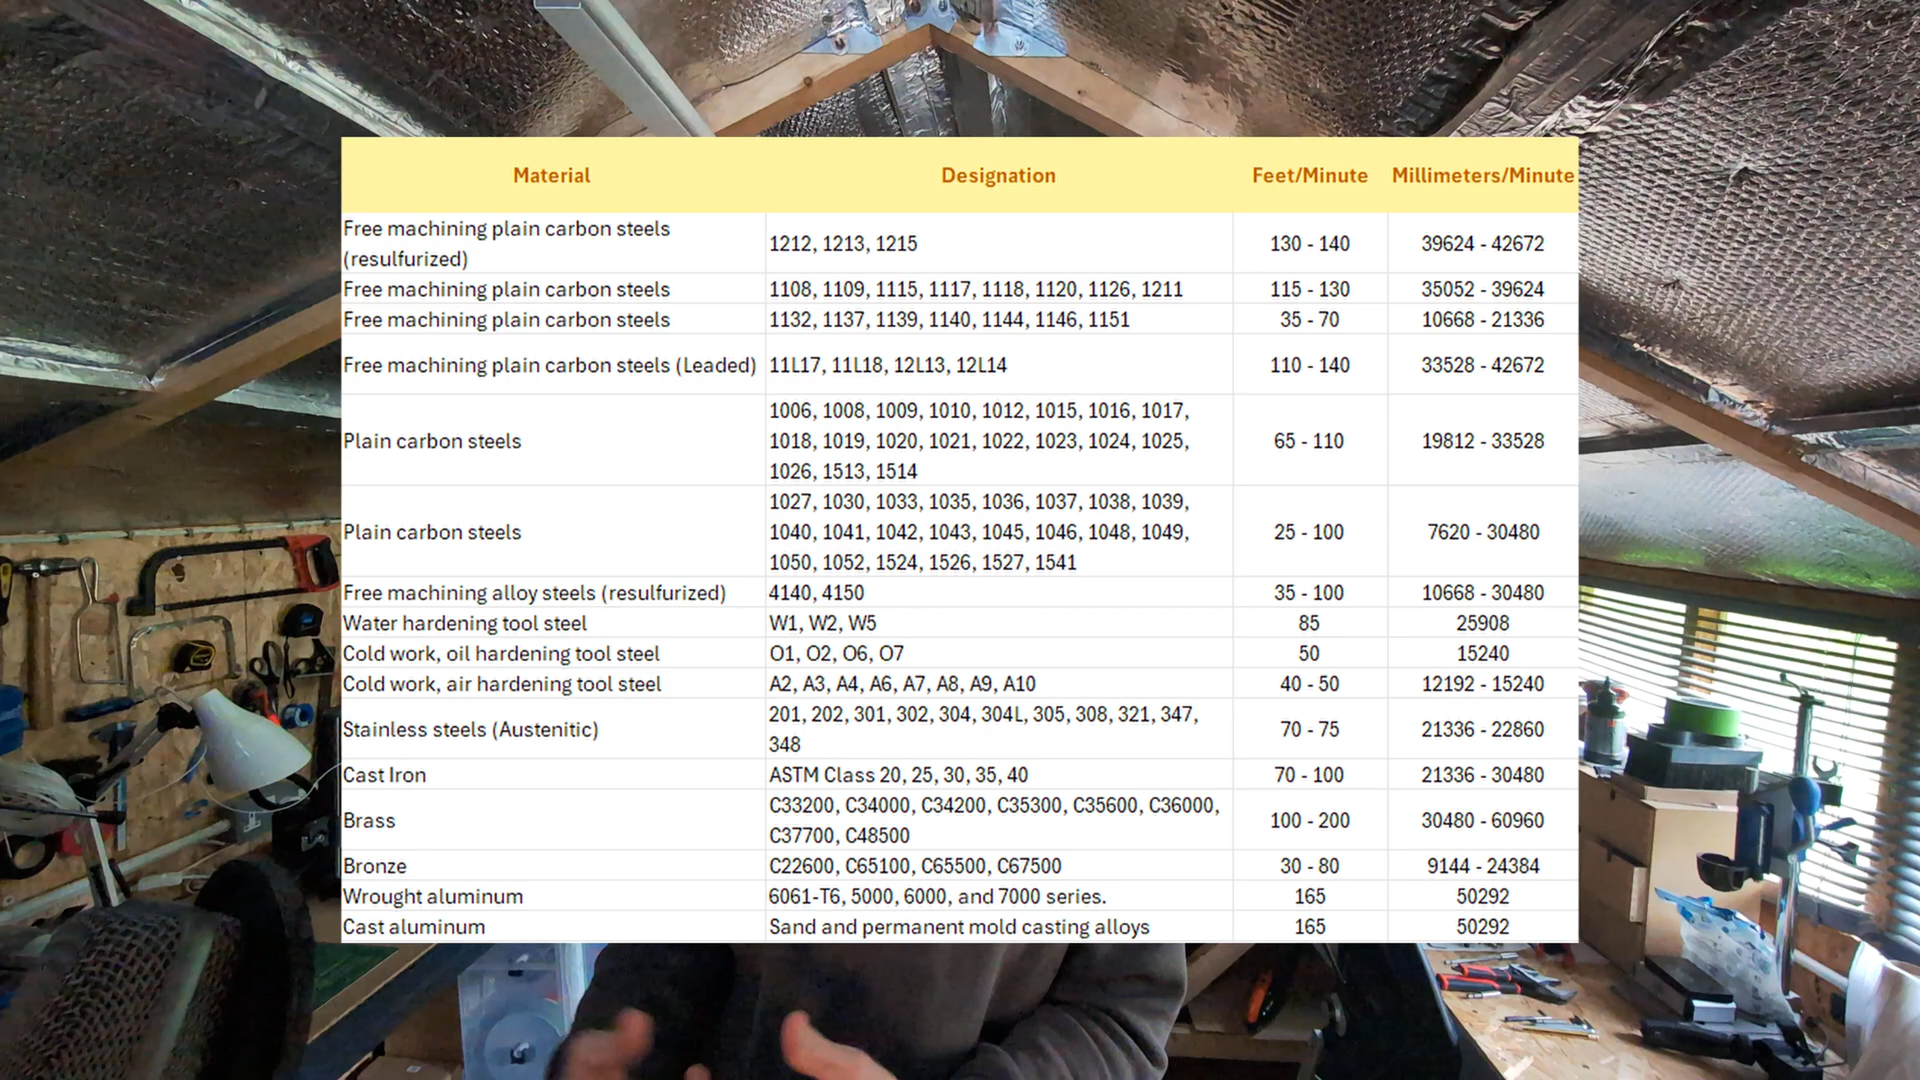 Material Designation Feet/Minute Millimeters/Minute
Free machining plain carbon steels
(resulfurized)
1212, 1213, 1215
130 - 140
39624 - 42672
Free machining plain carbon steels 1108, 1109, 1115, 1117, 1118, 1120, 1126, 1211 115 - 130 35052 - 39624
Free machining plain carbon steels 1132, 1137, 1139, 1140, 1144, 1146, 1151 35 - 70 10668 - 21336
Free machining plain carbon steels (Leaded) 11L17, 11L18, 12L13, 12L14 110 - 140 33528 - 42672
Plain carbon steels
1006, 1008, 1009, 1010, 1012, 1015, 1016, 1017,
1018, 1019, 1020, 1021, 1022, 1023, 1024, 1025,
1026, 1513, 1514
65 - 110
19812 - 33528
Plain carbon steels
1027, 1030, 1033, 1035, 1036, 1037, 1038, 1039,
1040, 1041, 1042, 1043, 1045, 1046, 1048, 1049,
1050, 1052, 1524, 1526, 1527, 1541
25 - 100
7620 - 30480
Free machining alloy steels (resulfurized) 4140, 4150 35 - 100 10668 - 30480
Water hardening tool steel W1, W2, W5 85 25908
Cold work, oil hardening tool steel O1, O2, O6, O7 50 15240
Cold work, air hardening tool steel A2, A3, A4, A6, A7, A8, A9, A10 40 - 50 12192 - 15240
Stainless steels (Austenitic)
201, 202, 301, 302, 304, 304L, 305, 308, 321, 347,
348
70 - 75
21336 - 22860
Cast Iron ASTM Class 20, 25, 30, 35, 40 70 - 100 21336 - 30480
Brass
C33200, C34000, C34200, C35300, C35600, C36000,
C37700, C48500
100 - 200
30480 - 60960
Bronze C22600, C65100, C65500, C67500 30 - 80 9144 - 24384
Wrought aluminum 6061-T6, 5000, 6000, and 7000 series. 165 50292
Cast aluminum Sand and permanent mold casting alloys 165 50292